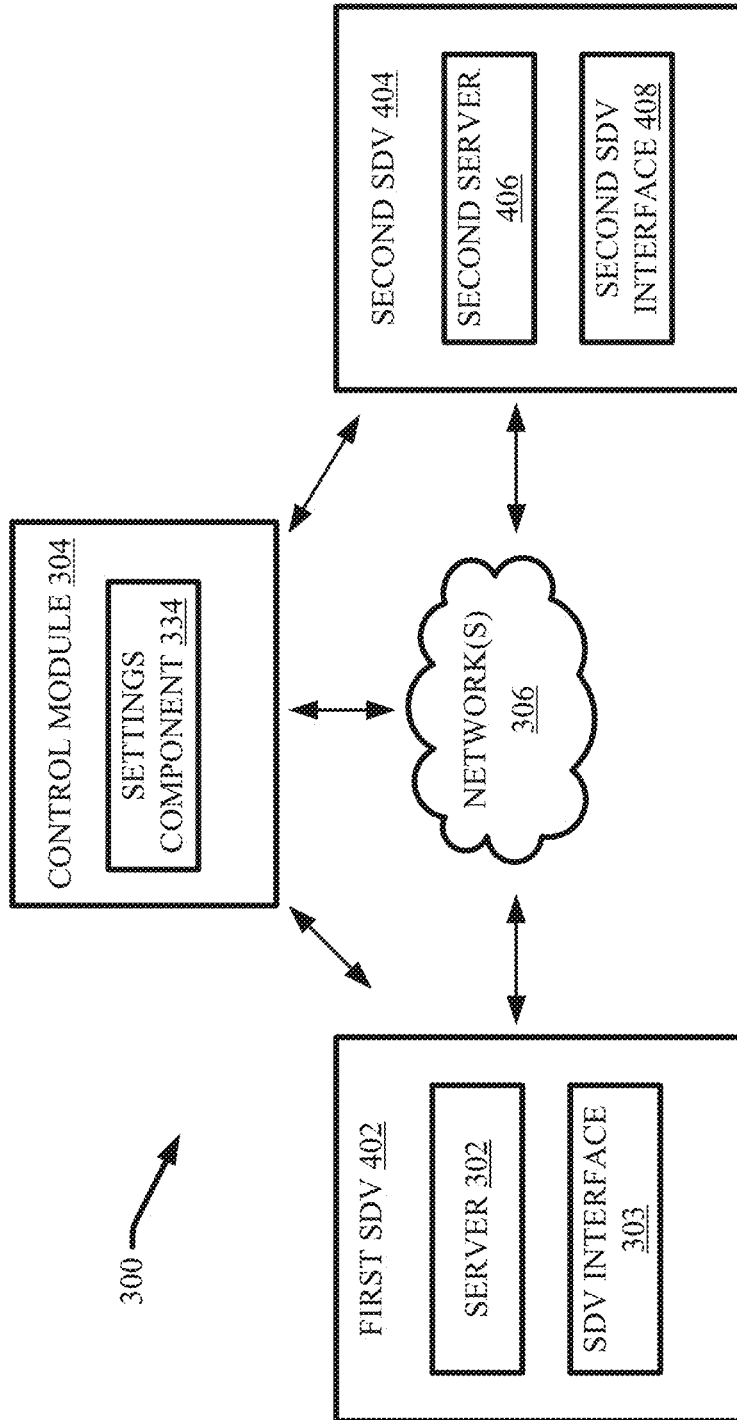 300
CONTROL MODULE 304
SETTINGS
COMPONENT 334
FIRST SDV 402
SERVER 302
SDV INTERFACE
303
NETWORK(S)
306
SECOND SDV 404
SECOND SERVER
406
SECOND SDV
INTERFACE 408